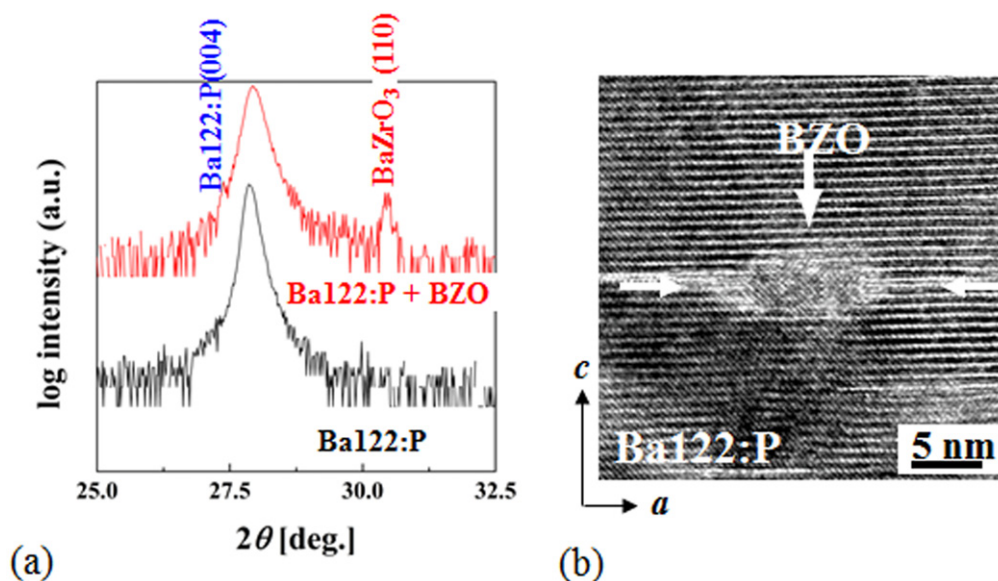 Ba122:P(004)
BaZrO₃ (110)
log intensity (a.u.)
Ba122:P + BZO
Ba122:P
25.0 27.5 30.0 32.5
2θ [deg.]
(a)
BZO
c
Ba122:P
5 nm
a
(b)